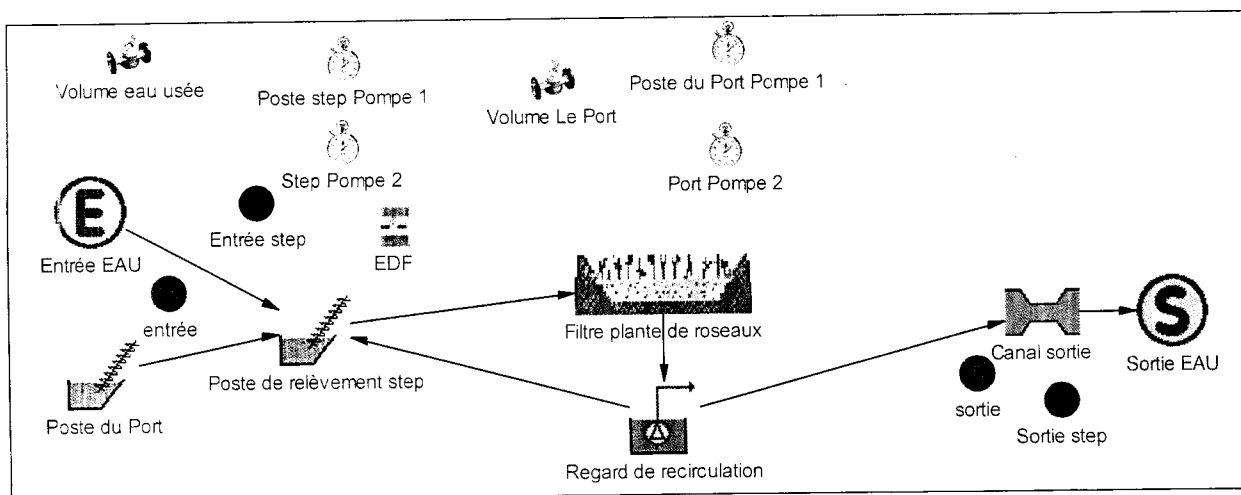 Volume eau usée
Poste step Pompe 1
Volume Le Port
Poste du Port Pompe 1
Step Pompe 2
Port Pompe 2
E
Entrée EAU
Entrée step
EDF
entrée
Poste du Port
Poste de relèvement step
Filtre plante de roseaux
Regard de recirculation
Canal sortie
S
Sortie EAU
sortie
Sortie step